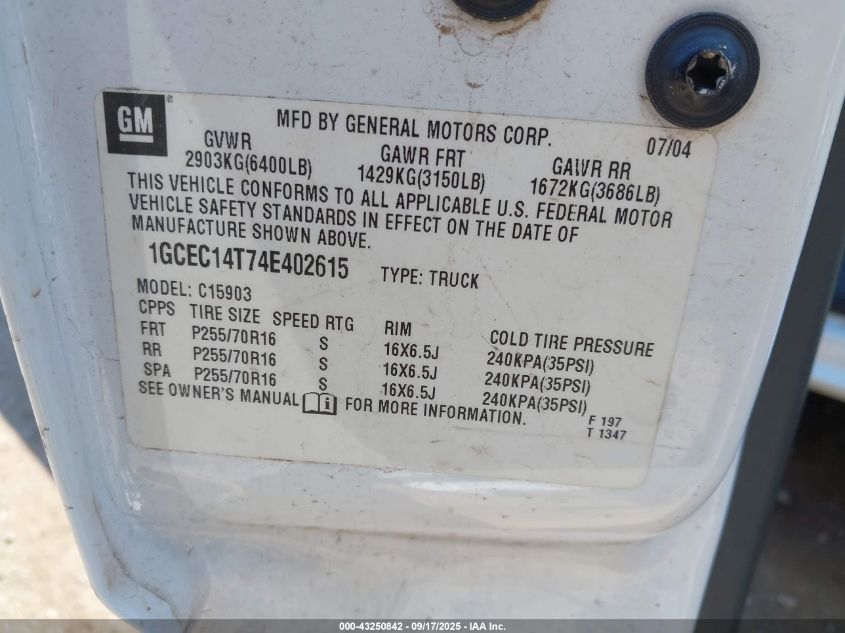 GM
MFD BY GENERAL MOTORS CORP. 07/04
GVWR GAWR FRT GAWR RR
2903KG(6400LB) 1429KG(3150LB) 1672KG(3686LB)
THIS VEHICLE CONFORMS TO ALL APPLICABLE U.S. FEDERAL MOTOR
VEHICLE SAFETY STANDARDS IN EFFECT ON THE DATE OF
MANUFACTURE SHOWN ABOVE.
1GCEC14T74E402615 TYPE: TRUCK
MODEL: C15903
CPPS TIRE SIZE SPEED RTG RIM COLD TIRE PRESSURE
FRT P255/70R16 S 16X6.5J 240KPA(35PSI)
RR P255/70R16 S 16X6.5J 240KPA(35PSI)
SPA P255/70R16 S 16X6.5J 240KPA(35PSI)
SEE OWNER'S MANUAL FOR MORE INFORMATION.
F 197
T 1347
000-43250842 - 09/17/2025 - IAA Inc.